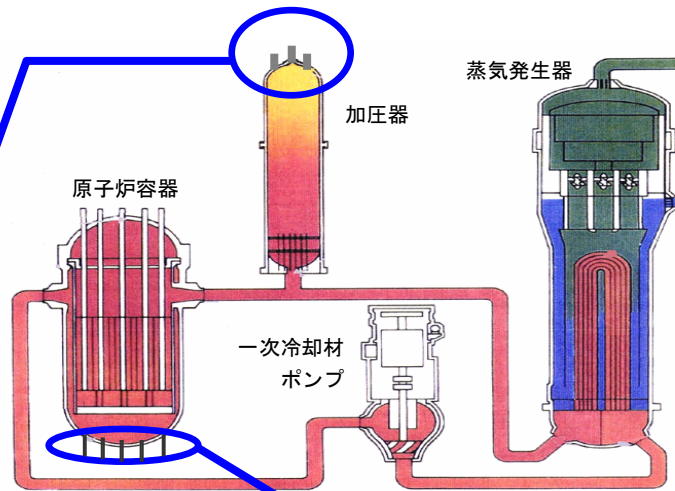 蒸気発生器
加圧器
原子炉容器
一次冷却材
ポンプ